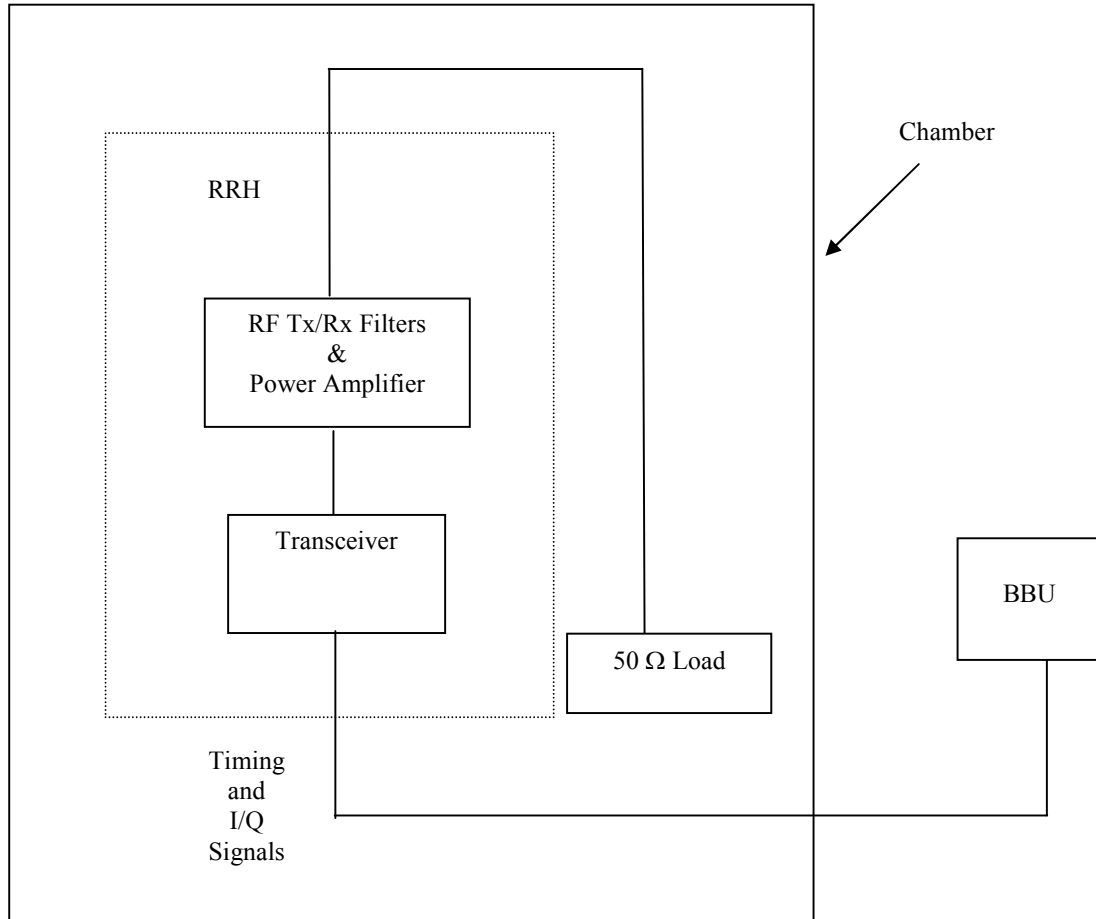 Chamber
RRH
RF Tx/Rx Filters
&
Power Amplifier
Transceiver
BBU
50 Ω Load
Timing
and
I/Q
Signals